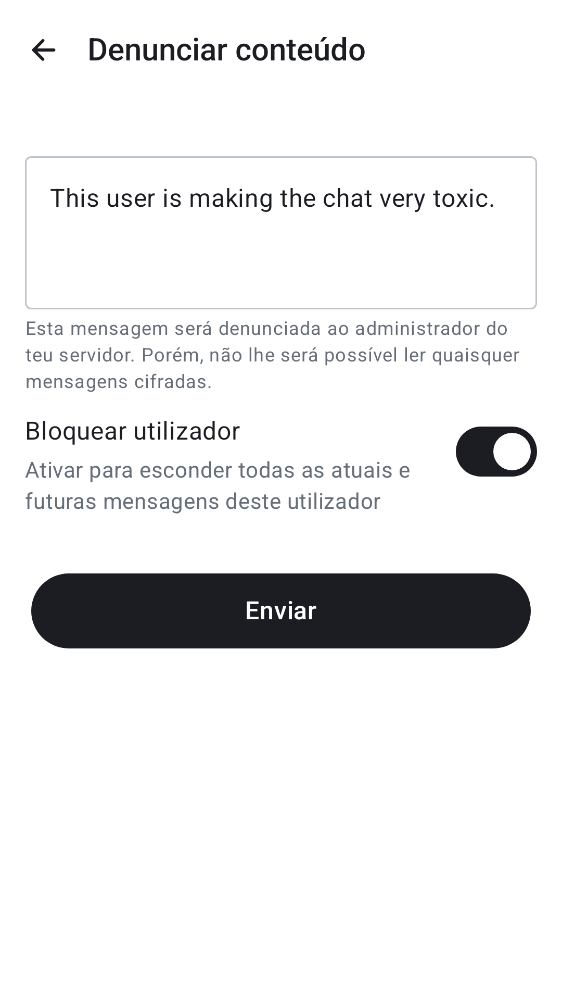 Denunciar conteúdo
This user is making the chat very toxic.
Esta mensagem será denunciada ao administrador do
teu servidor. Porém, não lhe será possível ler quaisquer
mensagens cifradas.
Bloquear utilizador
Ativar para esconder todas as atuais e
futuras mensagens deste utilizador
Enviar